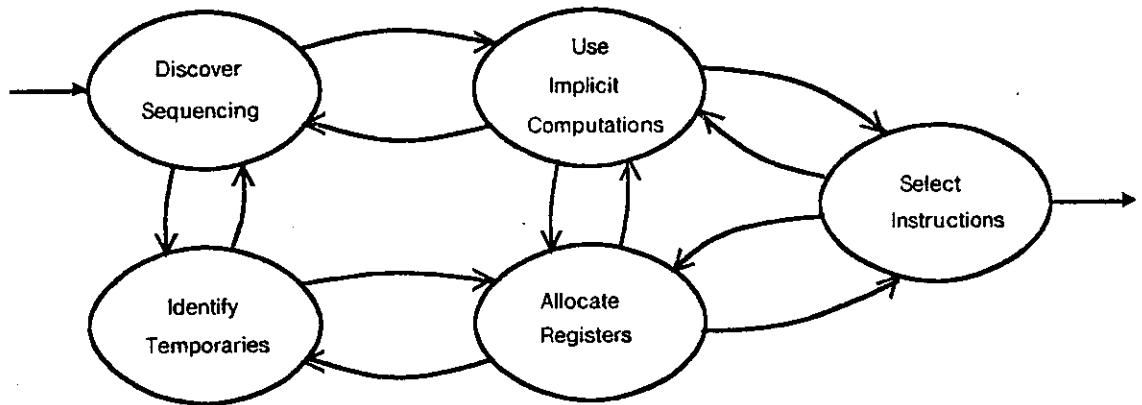 Discover
Sequencing
Use
Implicit
Computations
Select
Instructions
Identify
Temporaries
Allocate
Registers